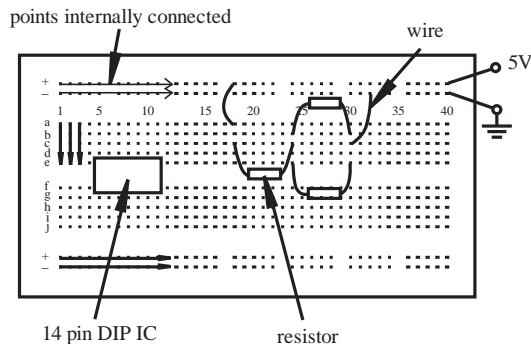 points internally connected
wire
5V
+
–
1 5 10 15 20 25 30 35 40
a
b
c
d
e
f
g
h
i
j
+
–
14 pin DIP IC
resistor